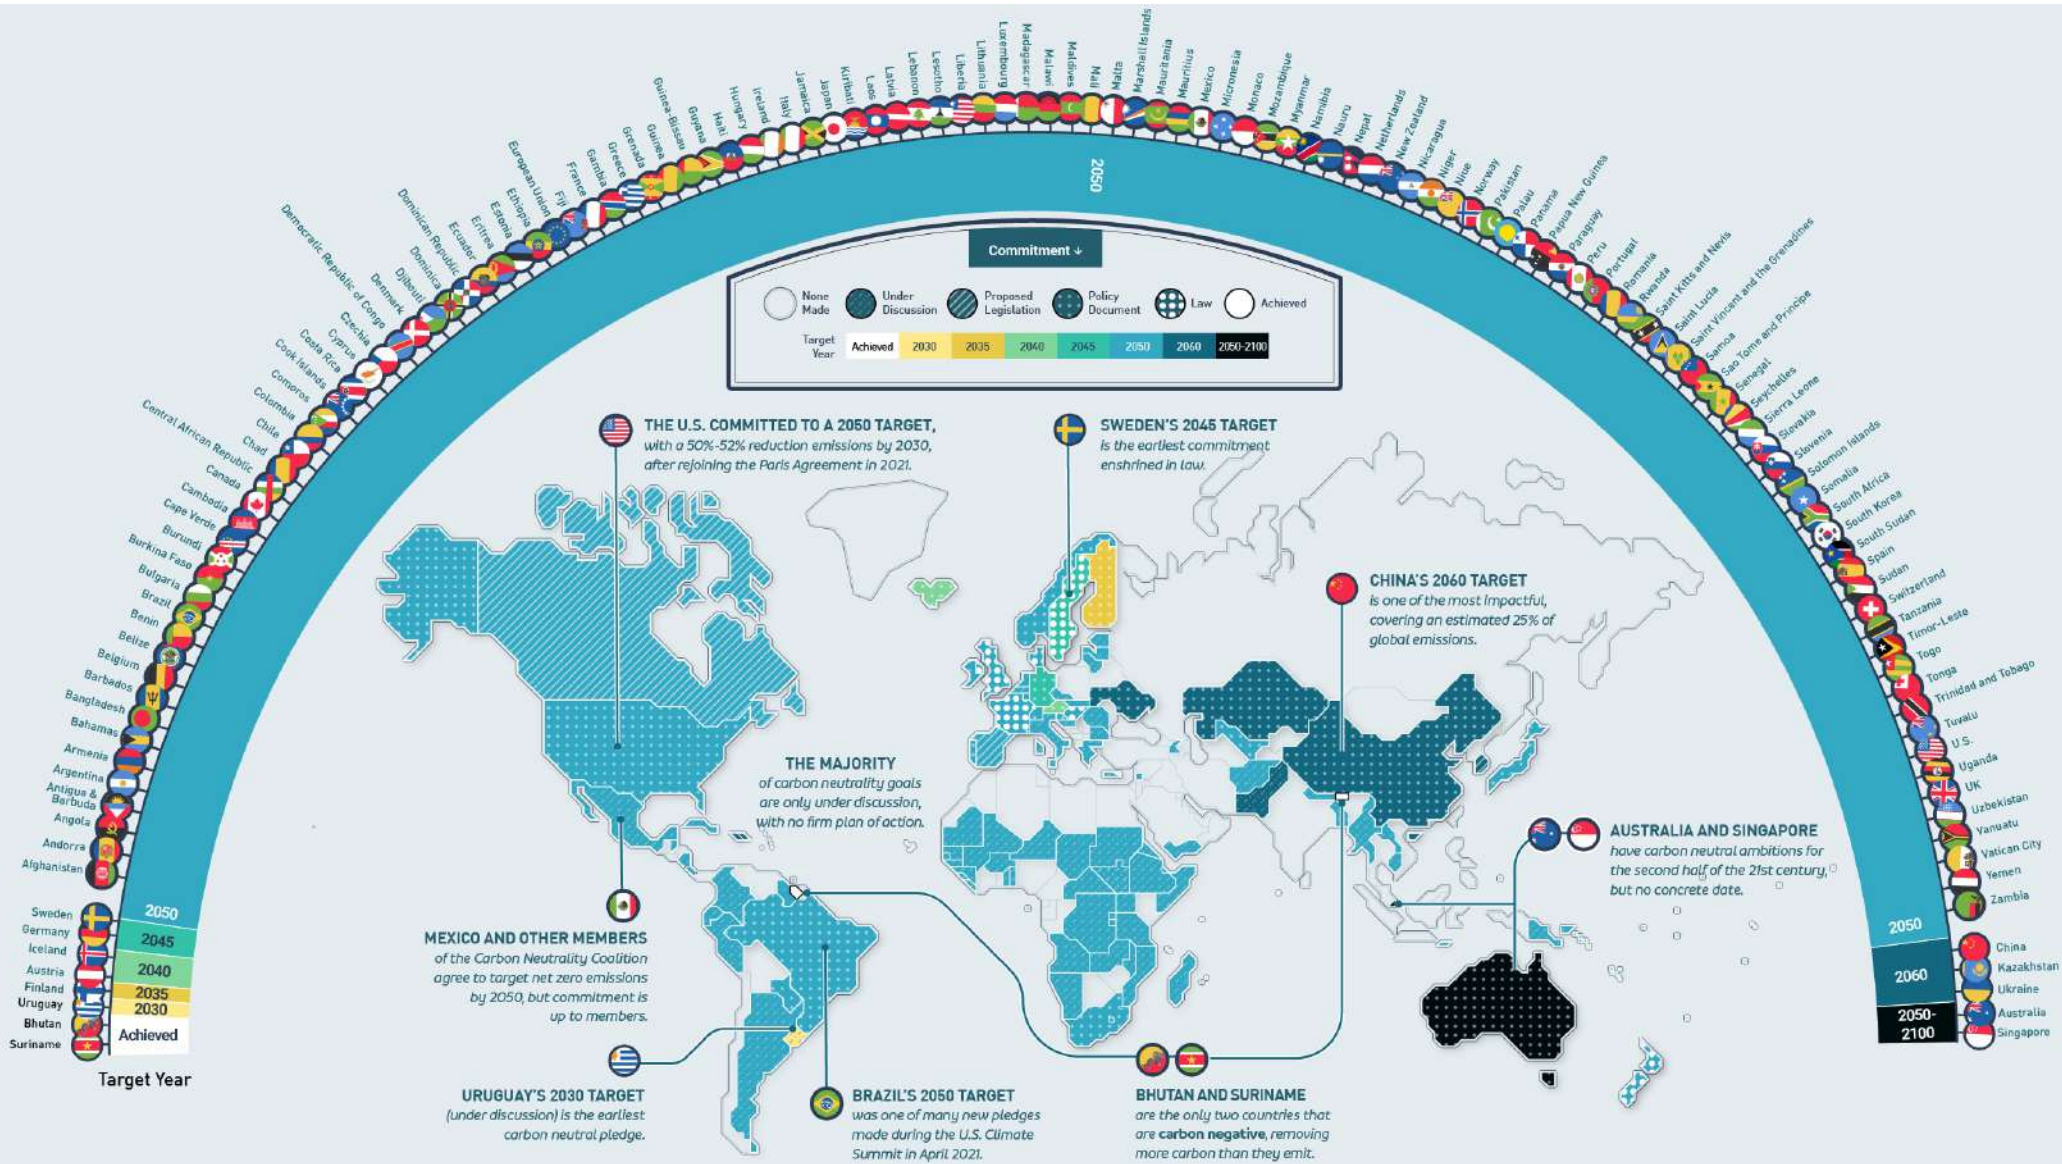 Afghanistan
Andorra
Angola
Antigua &
Barbuda
Argentina
Armenia
Bahamas
Bangladesh
Barbados
Belgium
Belize
Benin
Brazil
Bulgaria
Burkina Faso
Burundi
Cape Verde
Cambodia
Canada
Central African Republic
Chad
Chile
Colombia
Comoros
Cook Islands
Costa Rica
Cyprus
Czechia
Democratic Republic of Congo
Denmark
Djibouti
Dominica
Dominican Republic
Ecuador
Eritrea
Estonia
Ethiopia
European Union
Fiji
France
Gambia
Greece
Grenada
Guinea
Guinea-Bissau
Guyana
Haiti
Hungary
Ireland
Italy
Jamaica
Japan
Kiribati
Laos
Latvia
Lebanon
Lesotho
Liberia
Lithuania
Luxembourg
Madagascar
Malawi
Maldives
Mali
Malta
Marshall Islands
Mauritania
Mauritius
Mexico
Micronesia
Monaco
Mozambique
Myanmar
Namibia
Nauru
Nepal
Netherlands
New Zealand
Nicaragua
Niger
Niue
Norway
Pakistan
Palau
Panama
Papua New Guinea
Paraguay
Peru
Portugal
Romania
Rwanda
Saint Kitts and Nevis
Saint Lucia
Saint Vincent and the Grenadines
Samoa
Sao Tome and Principe
Senegal
Seychelles
Sierra Leone
Slovakia
Slovenia
Solomon Islands
Somalia
South Africa
South Korea
South Sudan
Spain
Sudan
Switzerland
Tanzania
Timor-Leste
Togo
Tonga
Trinidad and Tobago
Tuvalu
U.S.
Uganda
UK
Uzbekistan
Vanuatu
Vatican City
Yemen
Zambia
2050
Commitment ↓
None
Made
Under
Discussion
Proposed
Legislation
Policy
Document
Law
Achieved
Target
Year
Achieved 2030 2035 2040 2045 2050 2060 2050-2100
THE U.S. COMMITTED TO A 2050 TARGET,
with a 50%-52% reduction emissions by 2030,
after rejoining the Paris Agreement in 2021.
SWEDEN'S 2045 TARGET
is the earliest commitment
enshrined in law.
CHINA'S 2060 TARGET
is one of the most impactful,
covering an estimated 25% of
global emissions.
THE MAJORITY
of carbon neutrality goals
are only under discussion,
with no firm plan of action.
AUSTRALIA AND SINGAPORE
have carbon neutral ambitions for
the second half of the 21st century,
but no concrete date.
MEXICO AND OTHER MEMBERS
of the Carbon Neutrality Coalition
agree to target net zero emissions
by 2050, but commitment is
up to members.
URUGUAY'S 2030 TARGET
(under discussion) is the earliest
carbon neutral pledge.
BRAZIL'S 2050 TARGET
was one of many new pledges
made during the U.S. Climate
Summit in April 2021.
BHUTAN AND SURINAME
are the only two countries that
are carbon negative, removing
more carbon than they emit.
2050
Sweden
Germany
2045
Iceland
Austria
2040
Finland
2035
Uruguay
2030
Bhutan
Suriname
Achieved
Target Year
2050
China
Kazakhstan
Ukraine
2060
Australia
Singapore
2050-
2100